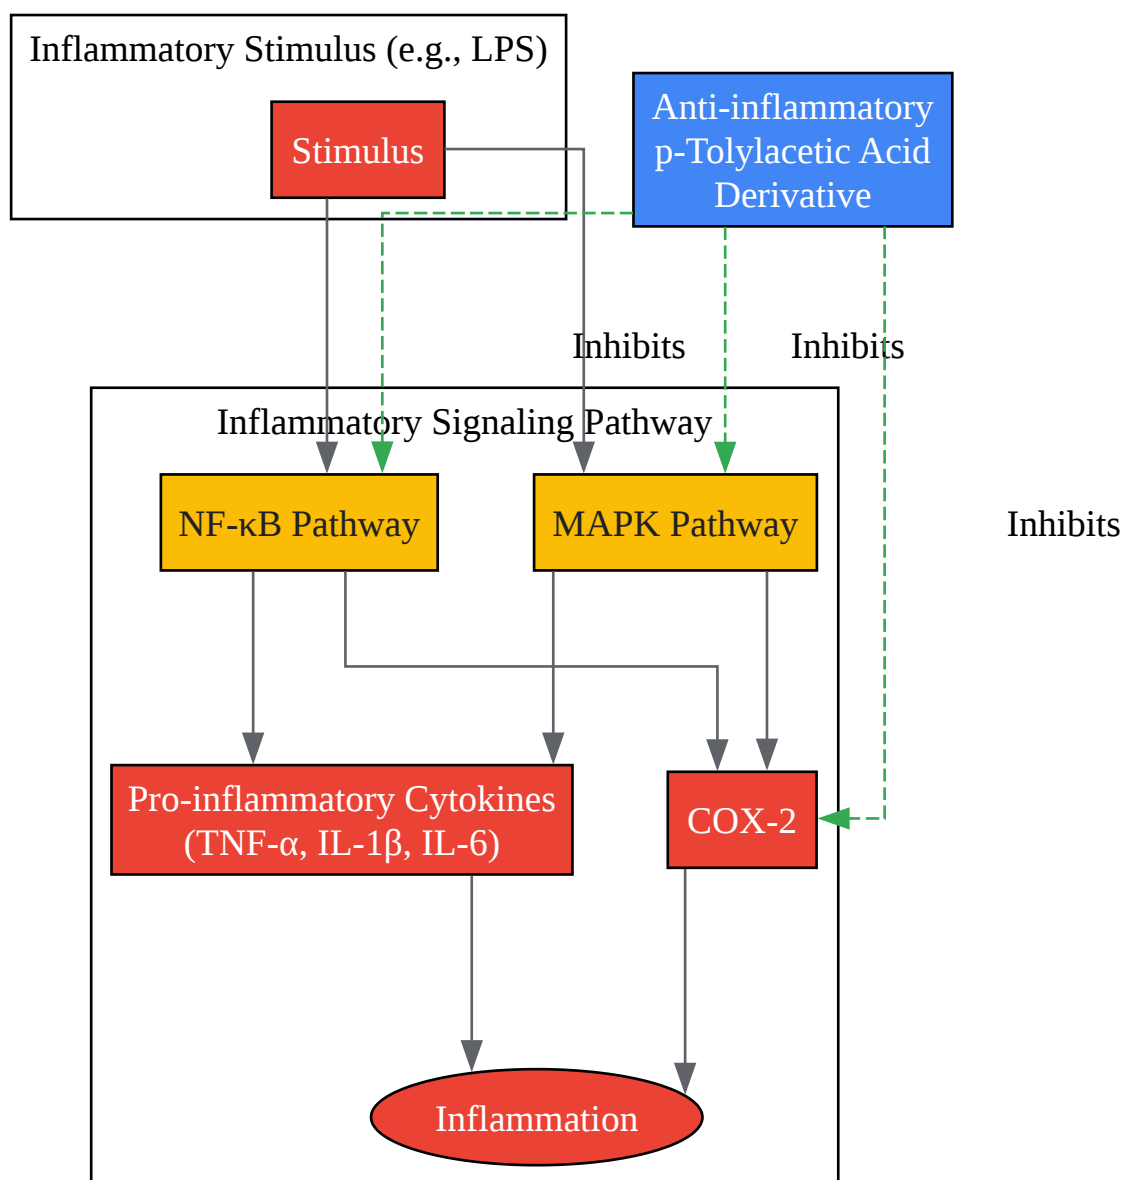 Inflammatory Stimulus (e.g., LPS)
Stimulus
Anti-inflammatory
p-Tolylacetic Acid
Derivative
Inhibits
Inhibits
Inflammatory Signaling Pathway
NF-κB Pathway
MAPK Pathway
Inhibits
Pro-inflammatory Cytokines
(TNF-α, IL-1β, IL-6)
COX-2
Inflammation